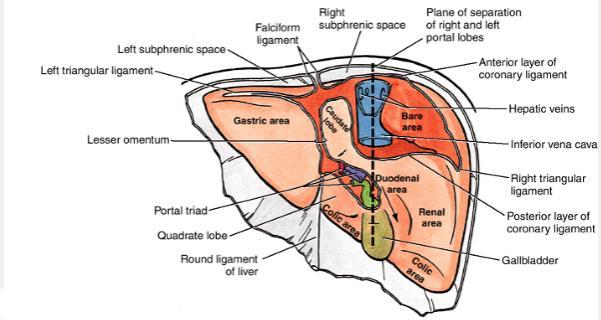 Right
subphrenic space
Plane of separation
of right and left
portal lobes
Falciform
ligament
Left subphrenic space
Left triangular ligament
Anterior layer of
coronary ligament
Hepatic veins
Bare
area
Gastric area
Caudate
lobe
Lesser omentum
Inferior vena cava
Duodenal
area
Right triangular
ligament
Portal triad
Colic area
Renal
area
Posterior layer of
coronary ligament
Quadrate lobe
Round ligament
of liver
Gallbladder
Colic
area